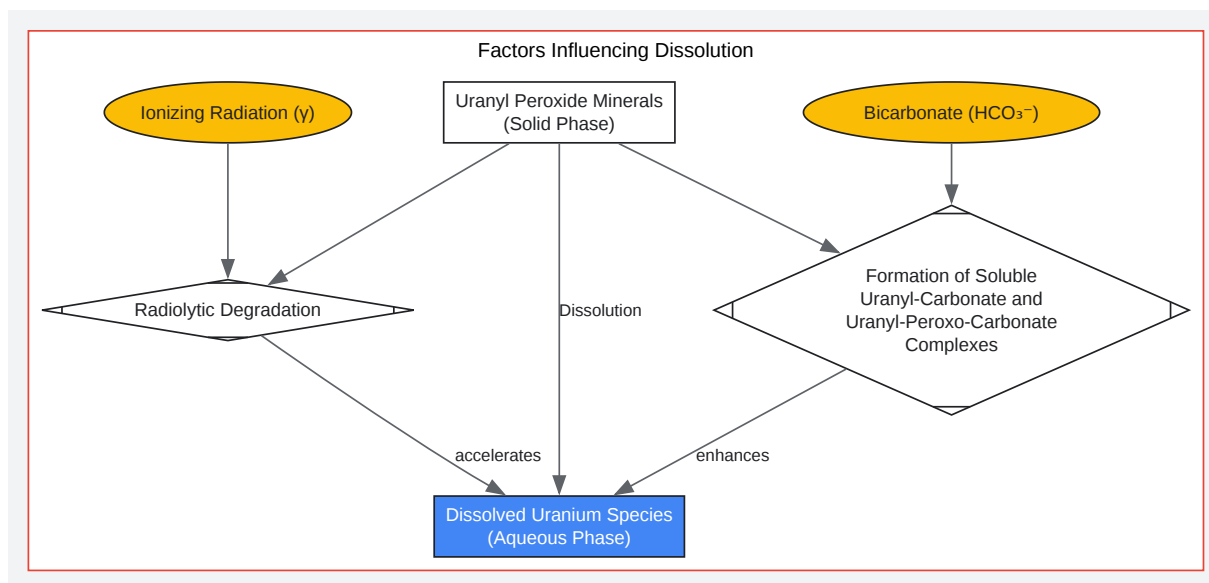 Factors Influencing Dissolution
Ionizing Radiation (γ)
Uranyl Peroxide Minerals
(Solid Phase)
Bicarbonate (HCO₃⁻)
Radiolytic Degradation
Dissolution
Formation of Soluble
Uranyl-Carbonate and
Uranyl-Peroxo-Carbonate
Complexes
accelerates
enhances
Dissolved Uranium Species
(Aqueous Phase)